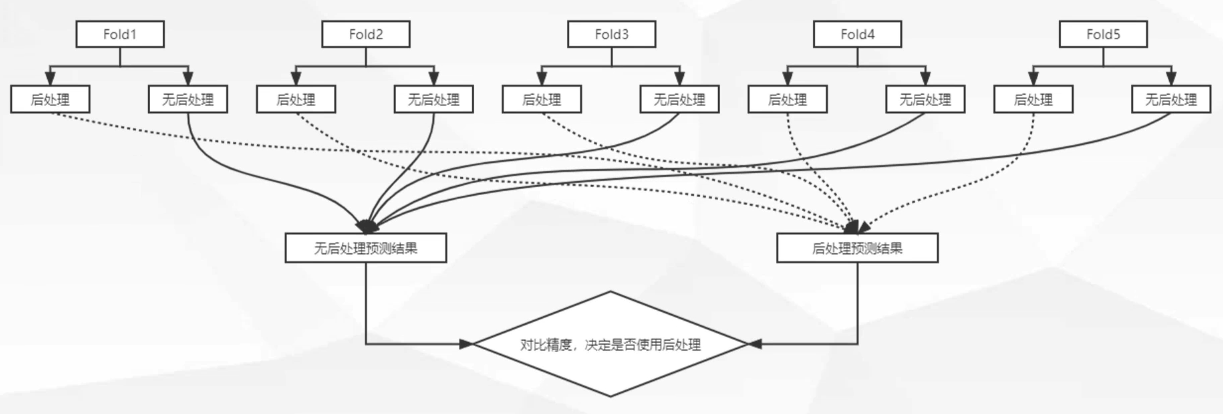 Fold1
Fold2
Fold3
Fold4
Fold5
后处理
无后处理
后处理
无后处理
后处理
无后处理
后处理
无后处理
后处理
无后处理
无后处理预测结果
后处理预测结果
对比精度，决定是否使用后处理